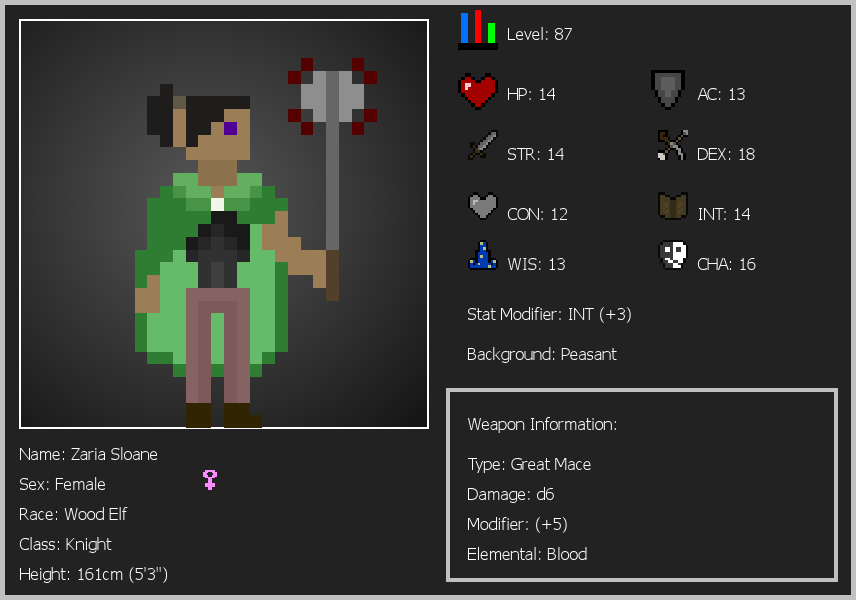 Level: 87
HP: 14
AC: 13
STR: 14
DEX: 18
CON: 12
INT: 14
WIS: 13
CHA: 16
Stat Modifier: INT (+3)
Background: Peasant
Weapon Information:
Type: Great Mace
Damage: d6
Modifier: (+5)
Elemental: Blood
Name: Zaria Sloane
Sex: Female
Race: Wood Elf
Class: Knight
Height: 161cm (5'3")